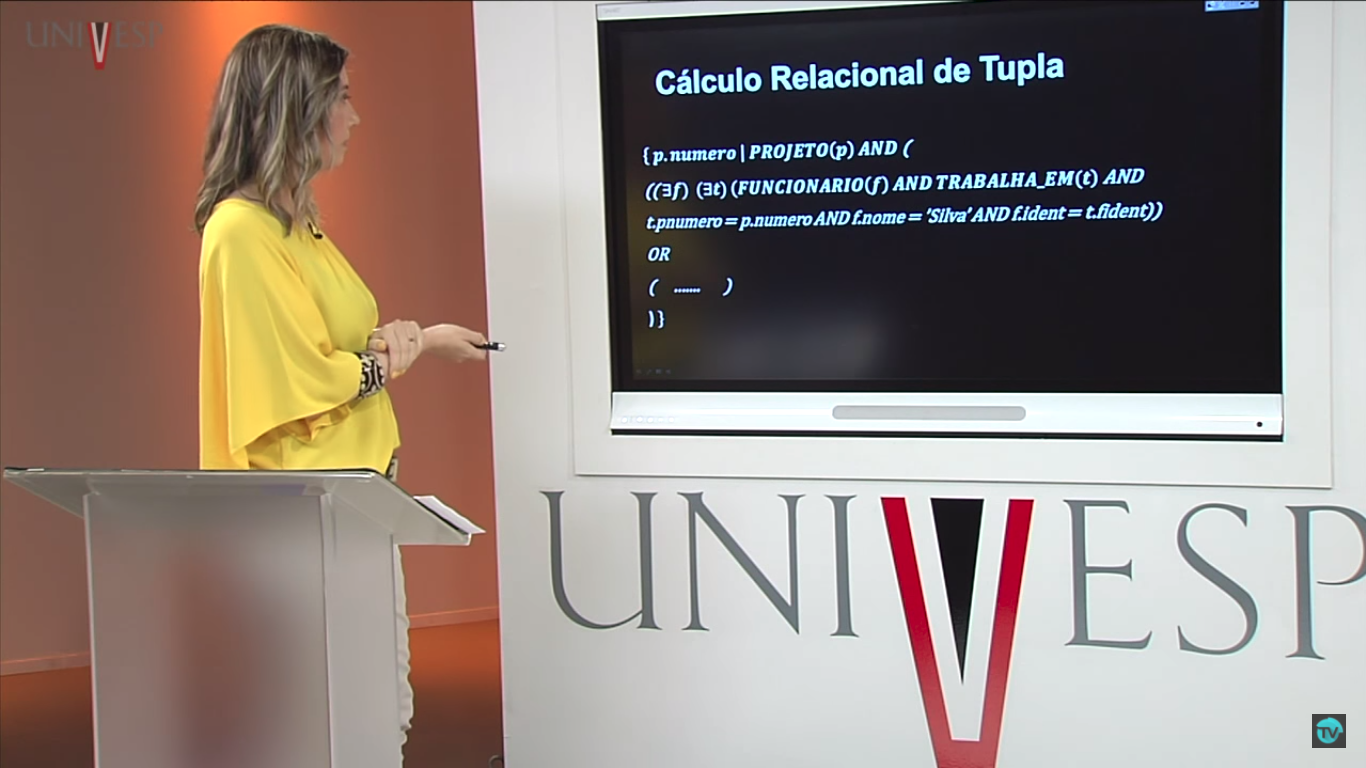 UNIVESP
Cálculo Relacional de Tupla
{ p.numero | PROJETO(p) AND (
((∃f) (∃t) (FUNCIONARIO(f) AND TRABALHA_EM(t) AND
t.pnumero = p.numero AND f.nome = 'Silva' AND f.ident = t.fident))
OR
( ....... )
) }
UNIVESP
TV